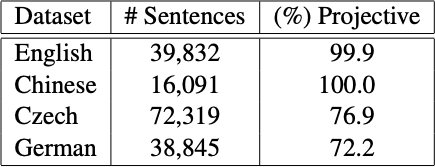 Dataset # Sentences (%) Projective
English 39,832 99.9
Chinese 16,091 100.0
Czech 72,319 76.9
German 38,845 72.2